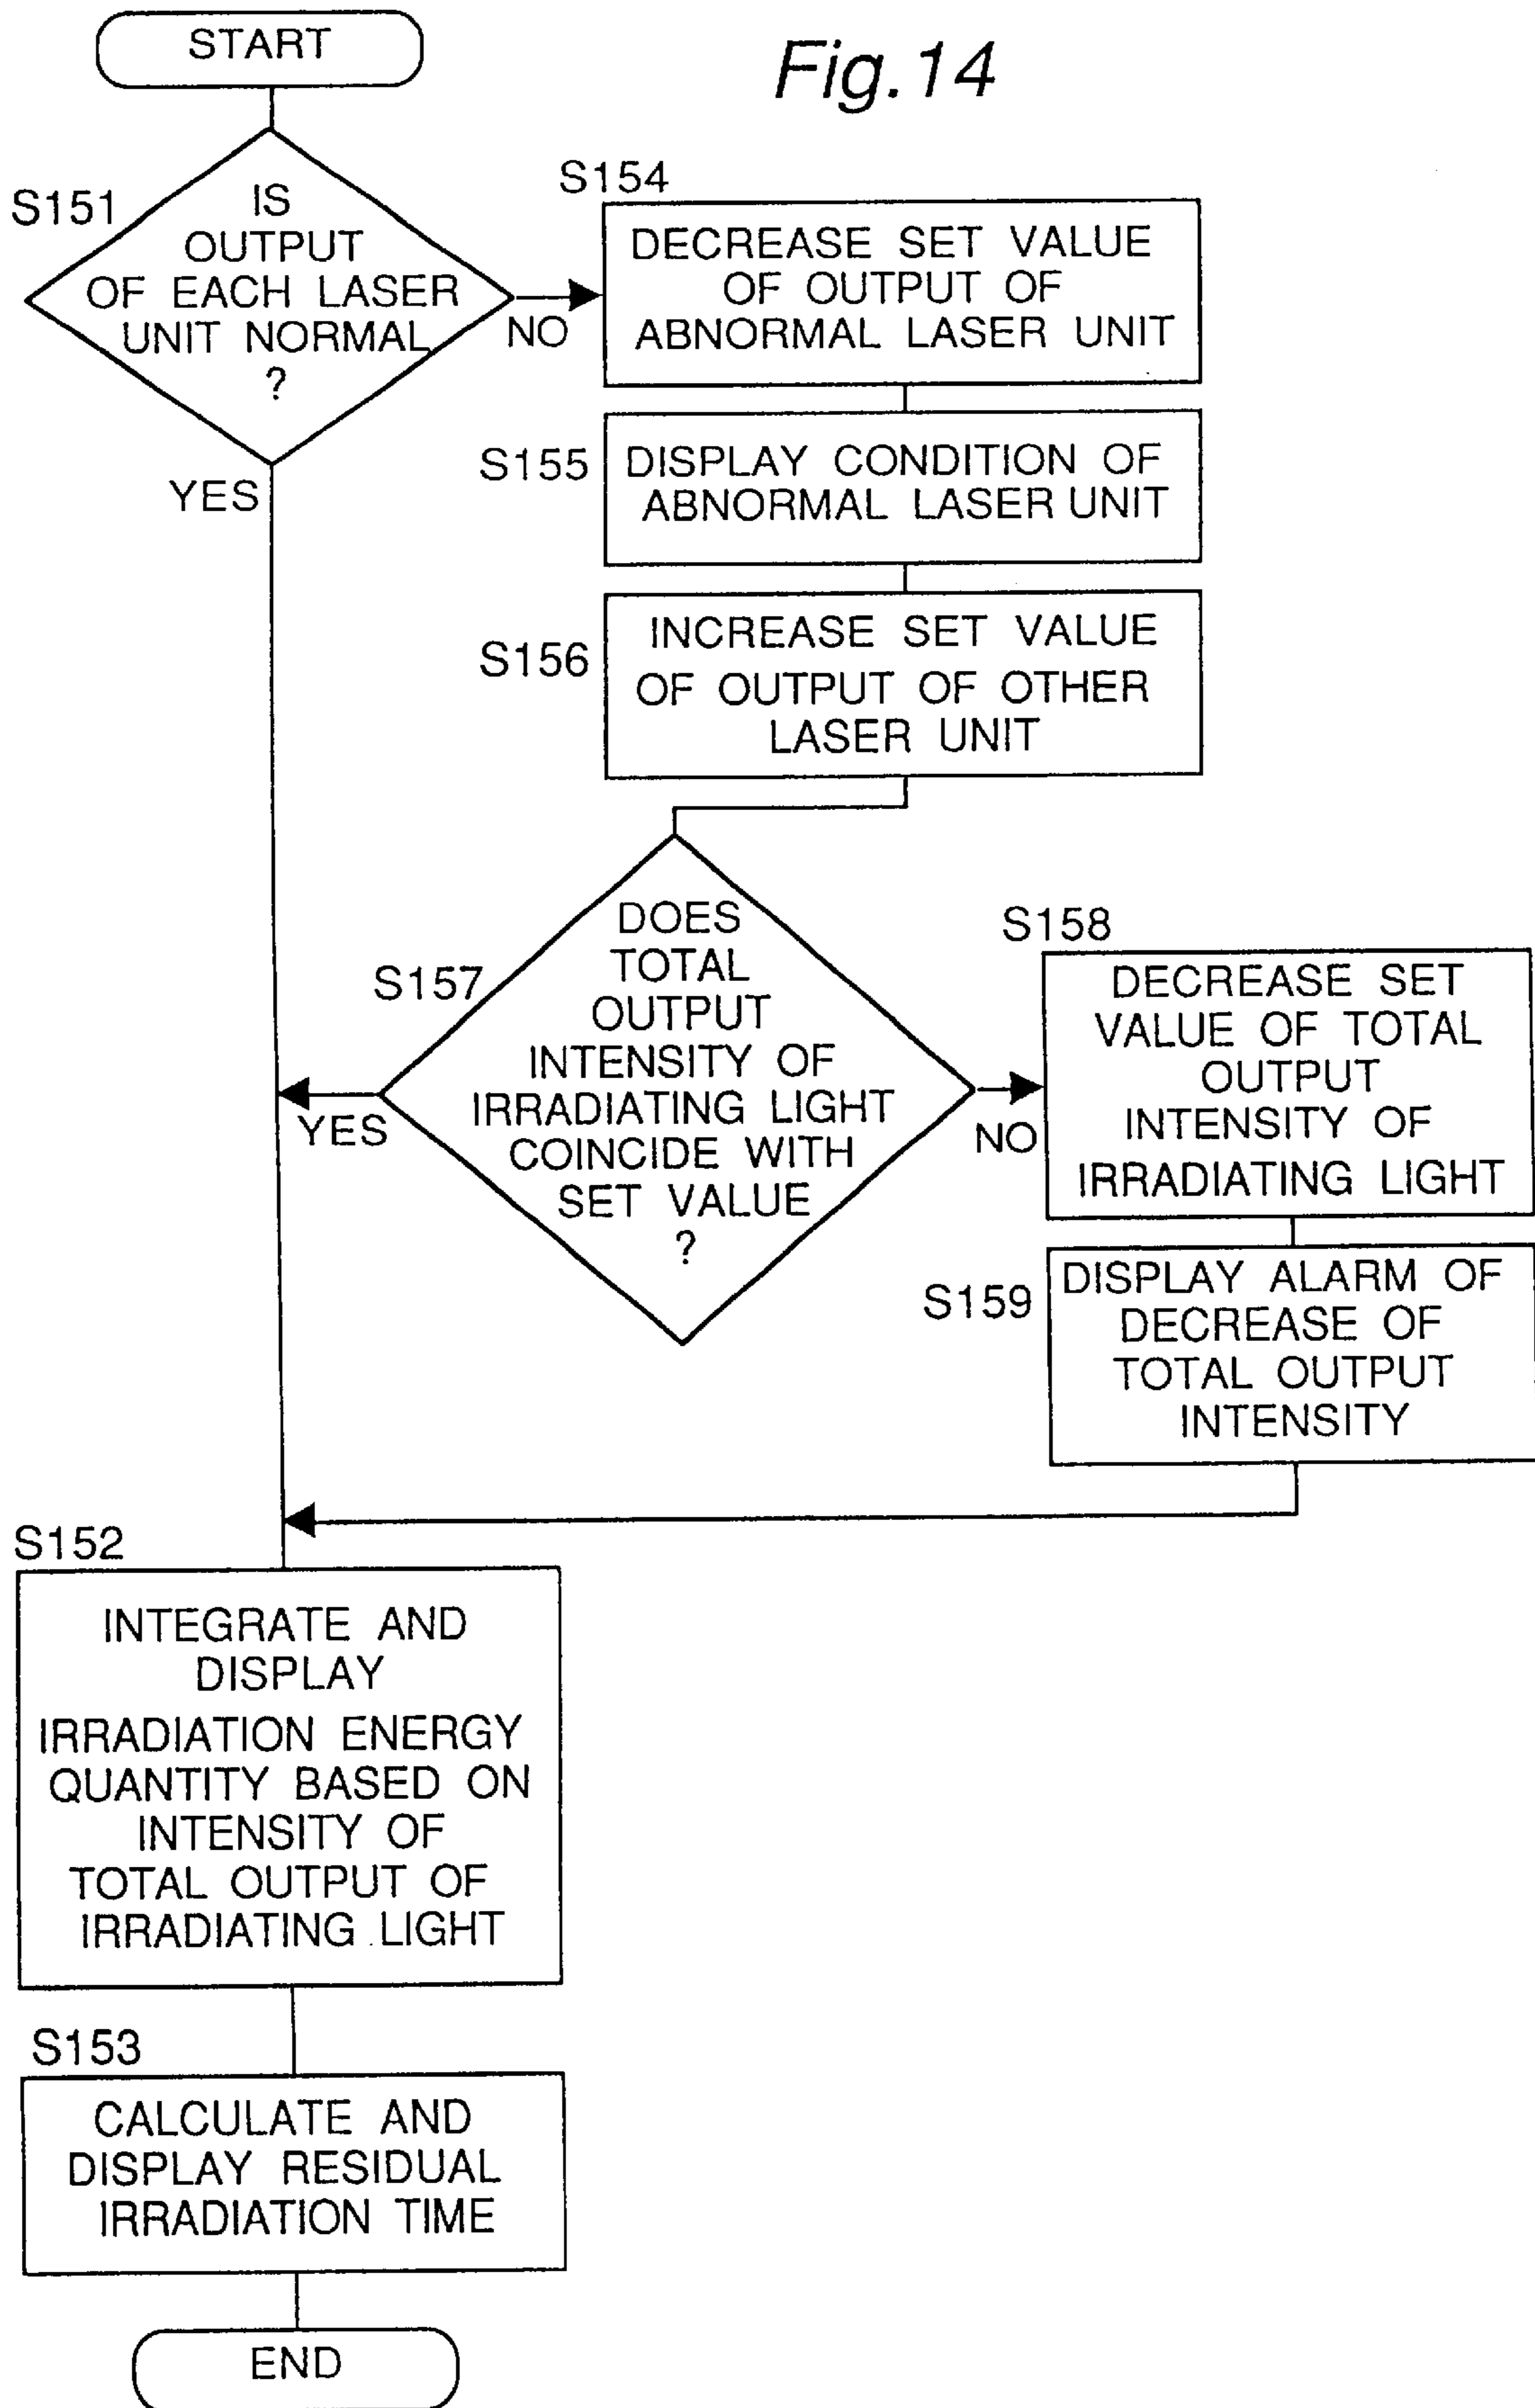 START
Fig.14
S151
IS
OUTPUT
OF EACH LASER
UNIT NORMAL
?
NO
YES
S154
DECREASE SET VALUE
OF OUTPUT OF
ABNORMAL LASER UNIT
S155
DISPLAY CONDITION OF
ABNORMAL LASER UNIT
S156
INCREASE SET VALUE
OF OUTPUT OF OTHER
LASER UNIT
S157
DOES
TOTAL
OUTPUT
INTENSITY OF
IRRADIATING LIGHT
COINCIDE WITH
SET VALUE
?
YES
NO
S158
DECREASE SET
VALUE OF TOTAL
OUTPUT
INTENSITY OF
IRRADIATING LIGHT
S159
DISPLAY ALARM OF
DECREASE OF
TOTAL OUTPUT
INTENSITY
S152
INTEGRATE AND
DISPLAY
IRRADIATION ENERGY
QUANTITY BASED ON
INTENSITY OF
TOTAL OUTPUT OF
IRRADIATING LIGHT
S153
CALCULATE AND
DISPLAY RESIDUAL
IRRADIATION TIME
END